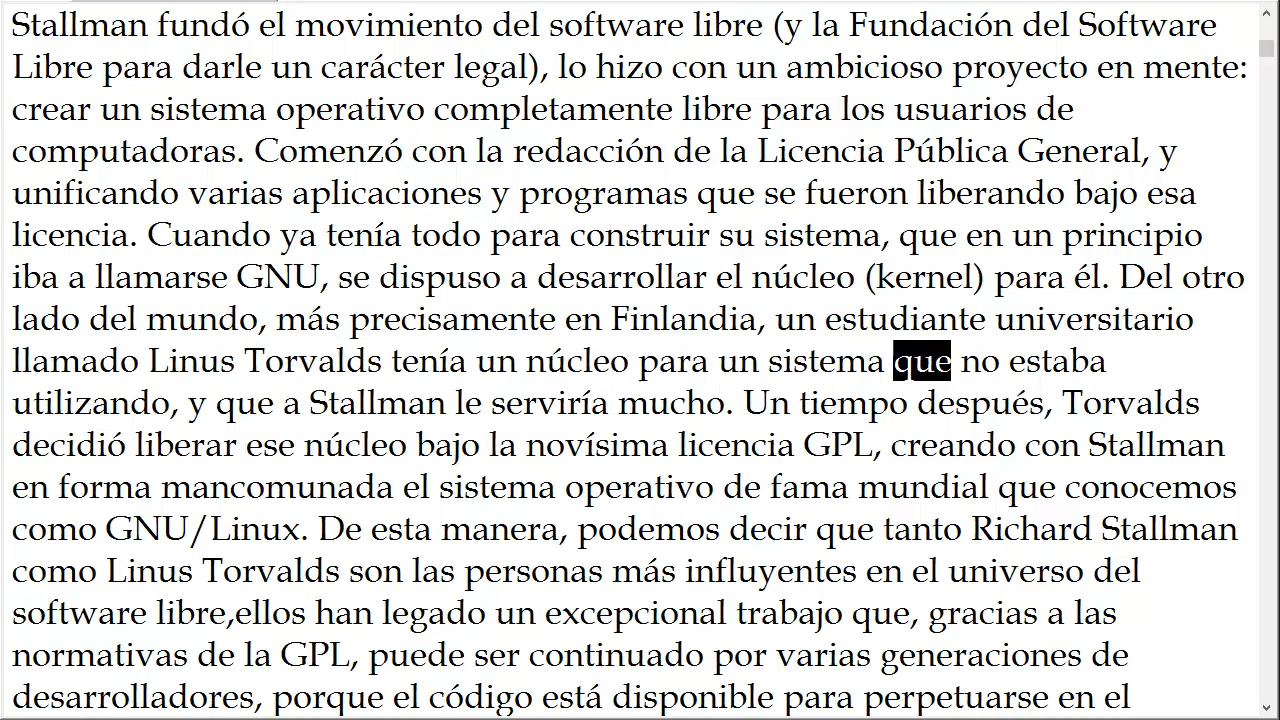 Stallman fundó el movimiento del software libre (y la Fundación del Software
Libre para darle un carácter legal), lo hizo con un ambicioso proyecto en mente:
crear un sistema operativo completamente libre para los usuarios de
computadoras. Comenzó con la redacción de la Licencia Pública General, y
unificando varias aplicaciones y programas que se fueron liberando bajo esa
licencia. Cuando ya tenía todo para construir su sistema, que en un principio
iba a llamarse GNU, se dispuso a desarrollar el núcleo (kernel) para él. Del otro
lado del mundo, más precisamente en Finlandia, un estudiante universitario
llamado Linus Torvalds tenía un núcleo para un sistema que no estaba
utilizando, y que a Stallman le serviría mucho. Un tiempo después, Torvalds
decidió liberar ese núcleo bajo la novísima licencia GPL, creando con Stallman
en forma mancomunada el sistema operativo de fama mundial que conocemos
como GNU/Linux. De esta manera, podemos decir que tanto Richard Stallman
como Linus Torvalds son las personas más influyentes en el universo del
software libre,ellos han legado un excepcional trabajo que, gracias a las
normativas de la GPL, puede ser continuado por varias generaciones de
desarrolladores, porque el código está disponible para perpetuarse en el